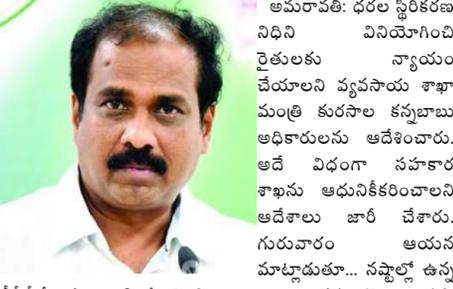 అమరావతి: ధరల స్థిరీకరణ
నిధిని వినియోగించి
రైతులకు న్యాయం
చేయాలని వ్యవసాయ శాఖా
మంత్రి కురసాల కన్నబాబు
అధికారులను ఆదేశించారు.
అదే విధంగా సహకార
శాఖను ఆధునికీకరించాలని
ఆదేశాలు జారీ చేశారు.
గురువారం ఆయన
మాట్లాడుతూ... నష్టాల్లో ఉన్న